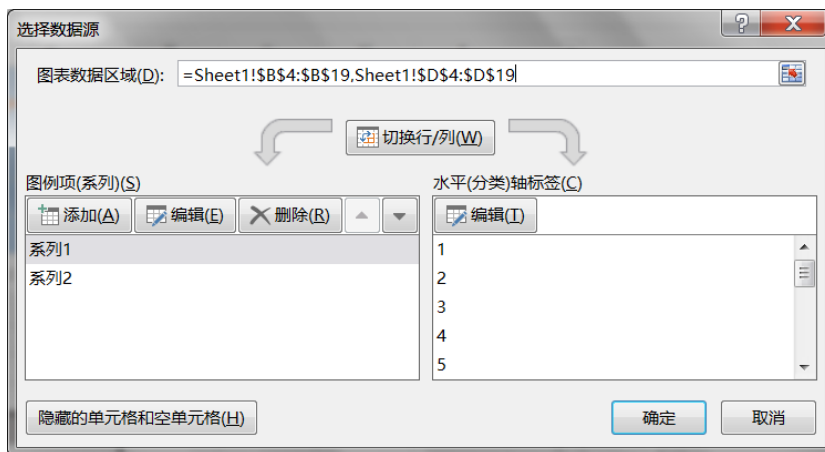 选择数据源
图表数据区域(D): =Sheet1!$B$4:$B$19,Sheet1!$D$4:$D$19
切换行/列(W)
图例项(系列)(S)
水平(分类)轴标签(C)
添加(A) 编辑(E) 删除(R)
编辑(T)
系列1
1
系列2
2
3
4
5
隐藏的单元格和空单元格(H)
确定 取消